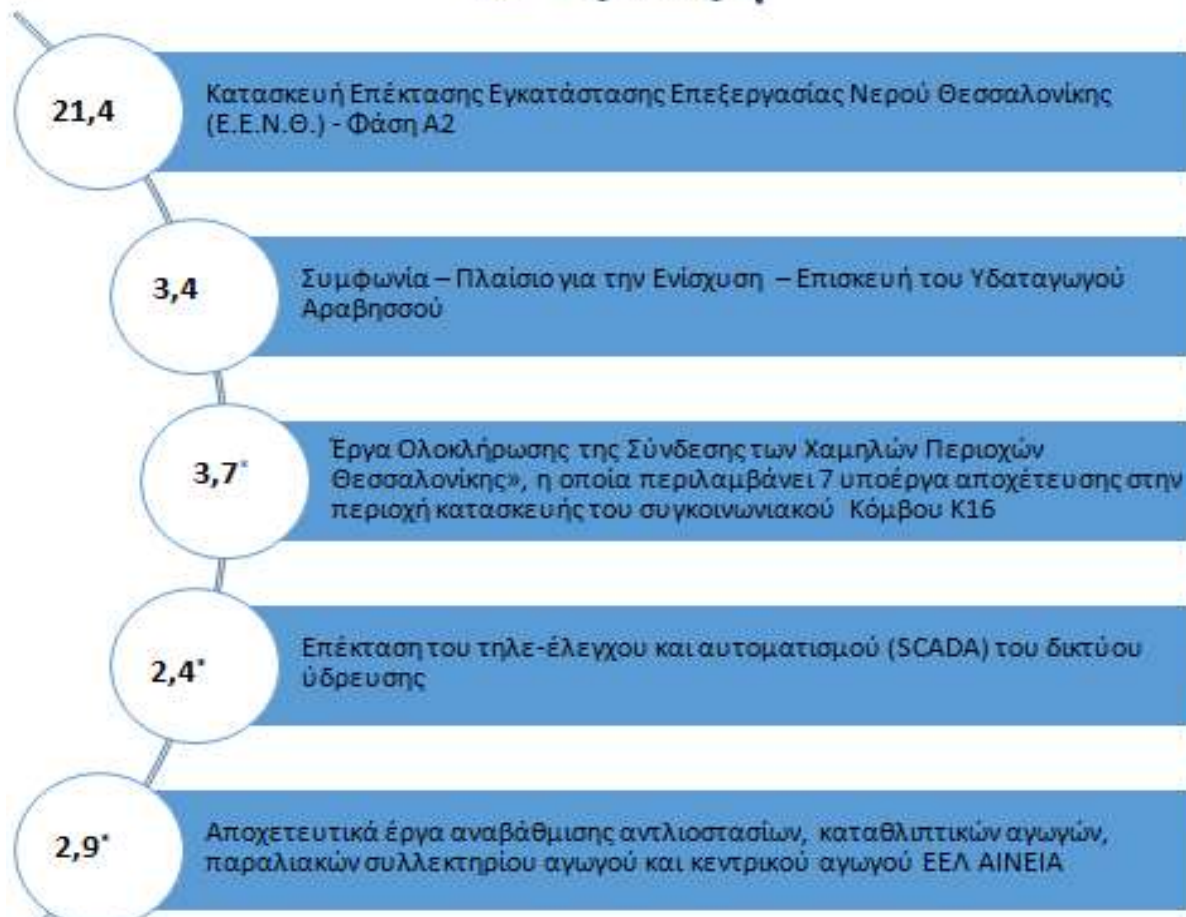 21,4
Κατασκευή Επέκτασης Εγκατάστασης Επεξεργασίας Νερού Θεσσαλονίκης
(Ε.Ε.Ν.Θ.) - Φάση Α2
3,4
Συμφωνία – Πλαίσιο για την Ενίσχυση – Επισκευή του Υδαταγωγού
Αραβησσού
3,7*
Έργα Ολοκλήρωσης της Σύνδεσης των Χαμηλών Περιοχών
Θεσσαλονίκης», η οποία περιλαμβάνει 7 υποέργα αποχέτευσης στην
περιοχή κατασκευής του συγκοινωνιακού Κόμβου Κ16
2,4*
Επέκταση του τηλε-έλεγχου και αυτοματισμού (SCADA) του δικτύου
ύδρευσης
2,9*
Αποχετευτικά έργα αναβάθμισης αντλιοστασίων, καταθλιπτικών αγωγών,
παραλιακών συλλεκτηρίου αγωγού και κεντρικού αγωγού ΕΕΛ ΑΙΝΕΙΑ